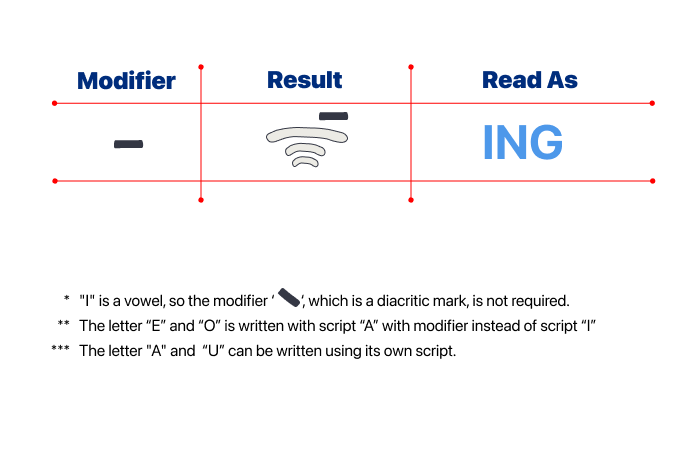 Modifier Result Read As
ING
* "I" is a vowel, so the modifier ‘ ‘, which is a diacritic mark, is not required.
** The letter “E” and “O” is written with script “A” with modifier instead of script “I”
*** The letter "A" and “U” can be written using its own script.